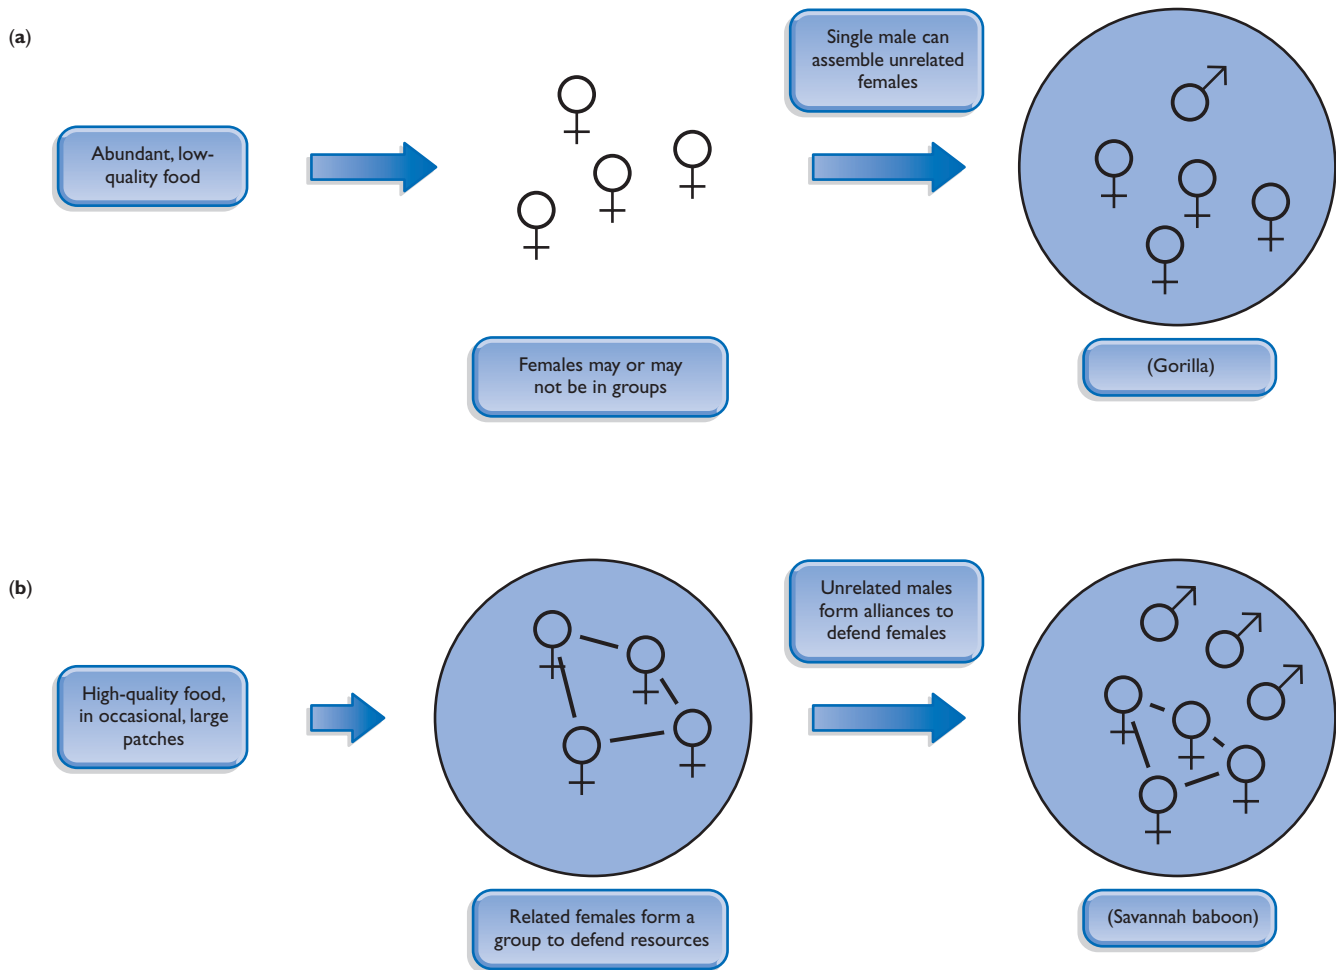 (a)
Abundant, low-
quality food
Females may or may
not be in groups
Single male can
assemble unrelated
females
(Gorilla)
(b)
High-quality food,
in occasional, large
patches
Related females form a
group to defend resources
Unrelated males
form alliances to
defend females
(Savannah baboon)